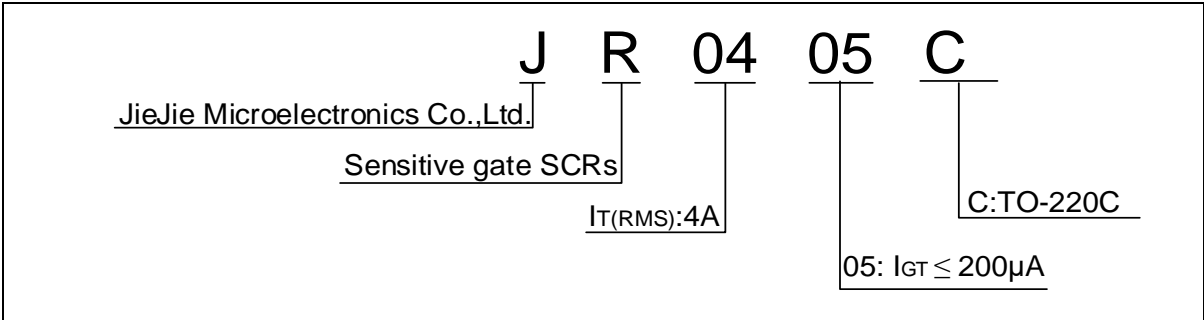 J R 04 05 C
JieJie Microelectronics Co.,Ltd.
Sensitive gate SCRs
IT(RMS):4A
C:TO-220C
05: IGT ≤ 200µA